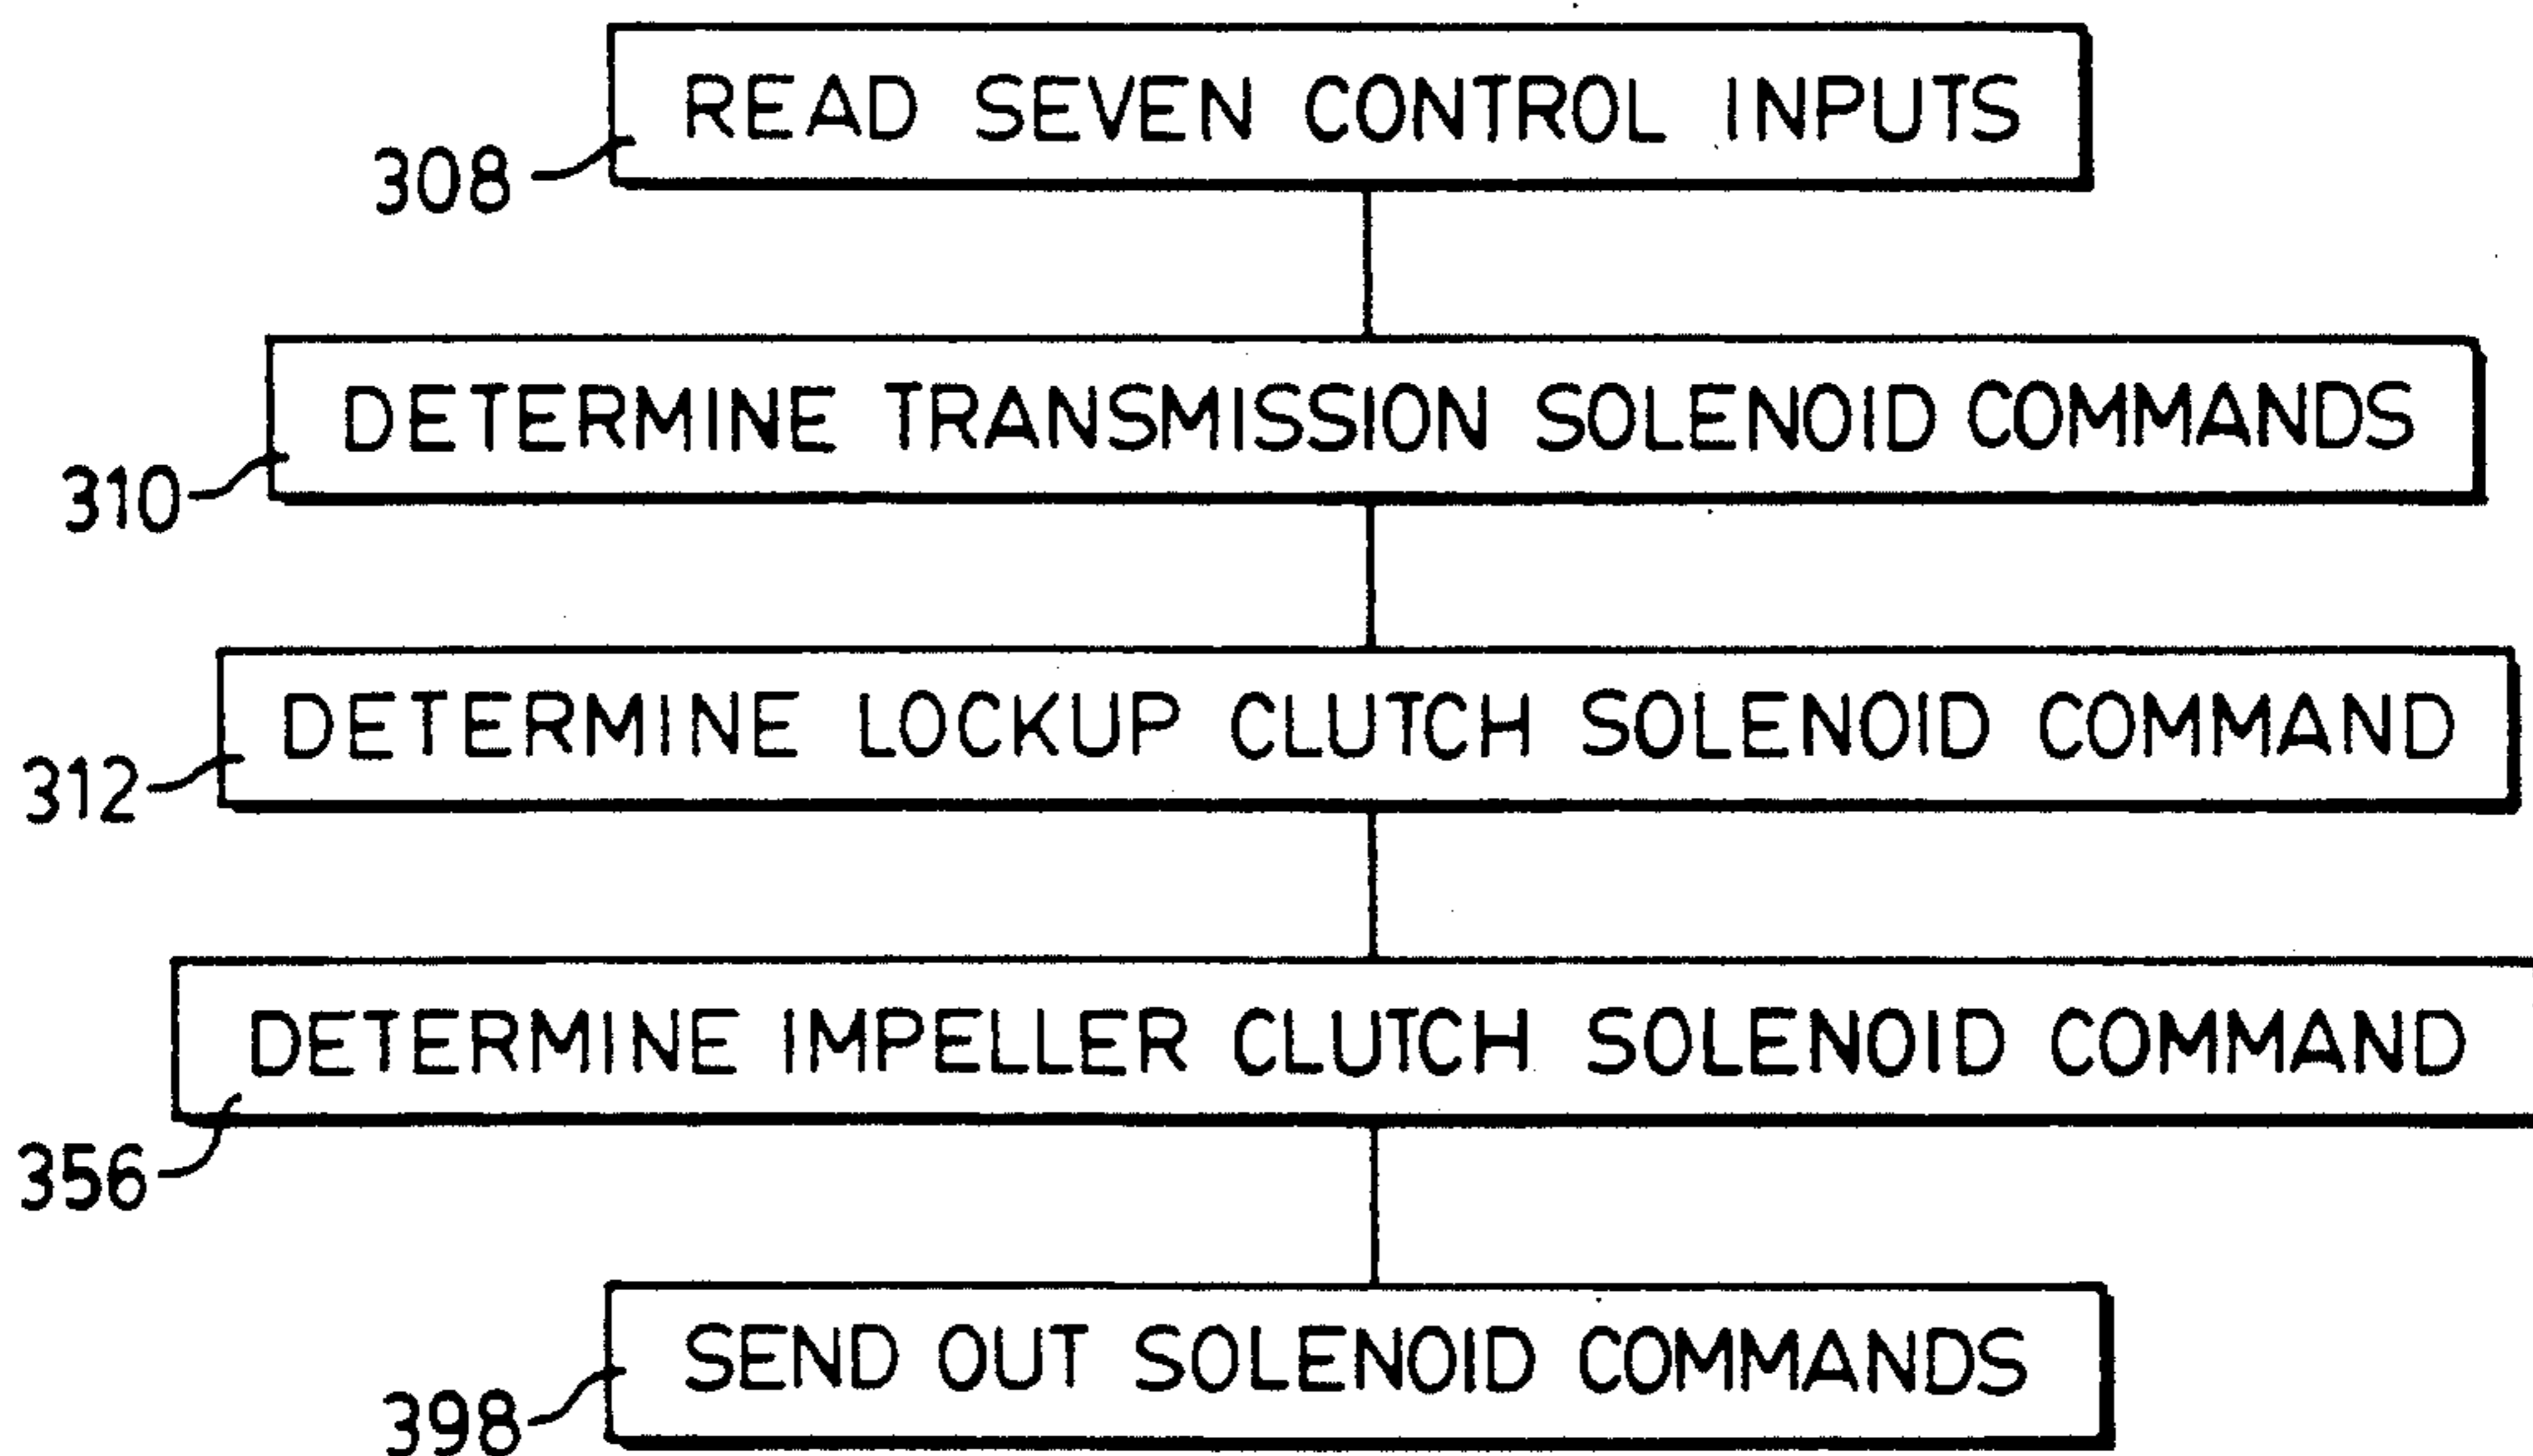 READ SEVEN CONTROL INPUTS
308
DETERMINE TRANSMISSION SOLENOID COMMANDS
310
DETERMINE LOCKUP CLUTCH SOLENOID COMMAND
312
DETERMINE IMPELLER CLUTCH SOLENOID COMMAND
356
SEND OUT SOLENOID COMMANDS
398